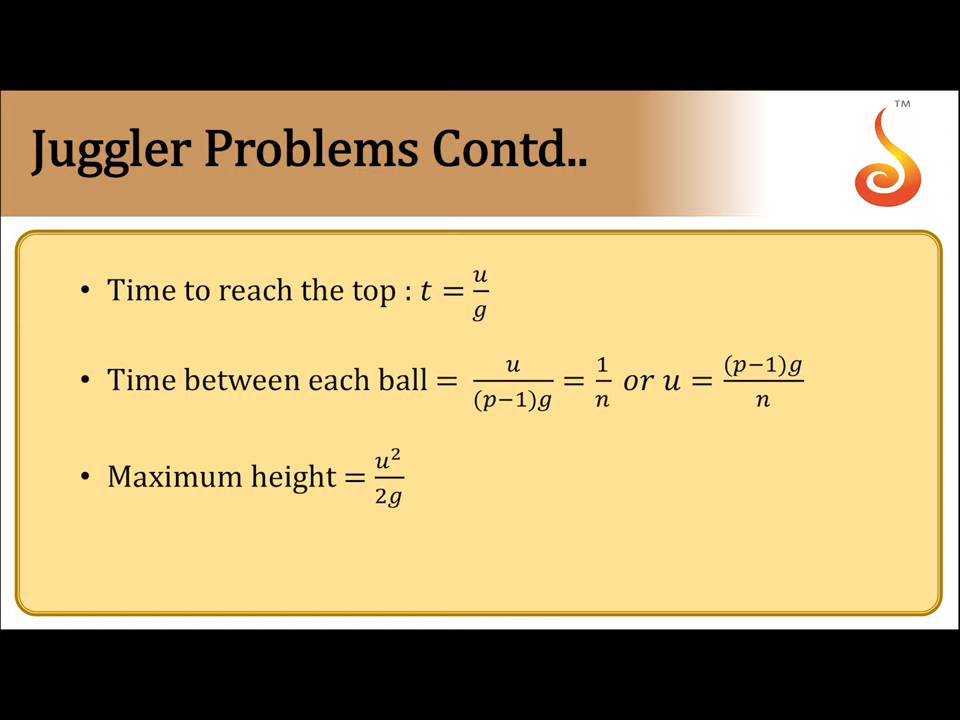 TM
Juggler Problems Contd..
• Time to reach the top : t = u/g
• Time between each ball = u/((p−1)g) = 1/n or u = ((p−1)g)/n
• Maximum height = u²/2g